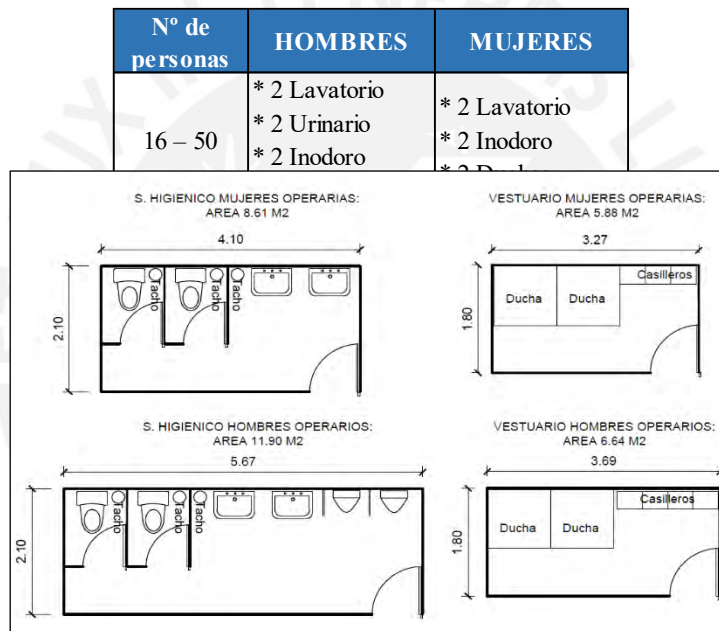 Nº de personas
HOMBRES
MUJERES
16 – 50
* 2 Lavatorio
* 2 Urinario
* 2 Inodoro
* 2 Lavatorio
* 2 Inodoro
S. HIGIENICO MUJERES OPERARIAS:
AREA 8.61 M2
4.10
2.10
Tacho
Tacho
VESTUARIO MUJERES OPERARIAS:
AREA 5.88 M2
3.27
1.80
Ducha
Ducha
Casilleros
S. HIGIENICO HOMBRES OPERARIOS:
AREA 11.90 M2
5.67
2.10
Tacho
Tacho
VESTUARIO HOMBRES OPERARIOS:
AREA 6.64 M2
3.69
1.80
Ducha
Ducha
Casilleros